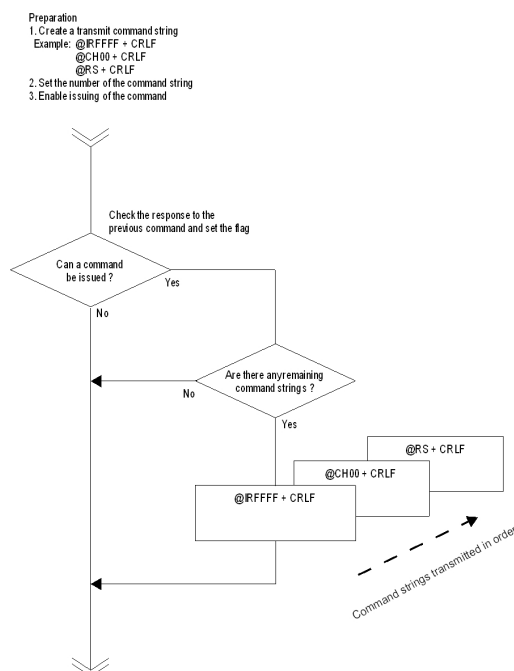 Preparation
1. Create a transmit command string
Example: @IRFFFF + CRLF
@CH00 + CRLF
@RS + CRLF
2. Set the number of the command string
3. Enable issuing of the command
Check the response to the
previous command and set the flag
Can a command
be issued ?
Yes
No
Are there anyremaining
command strings ?
No
Yes
@RS + CRLF
@CH00 + CRLF
@IRFFFF + CRLF
Command strings transmitted in order